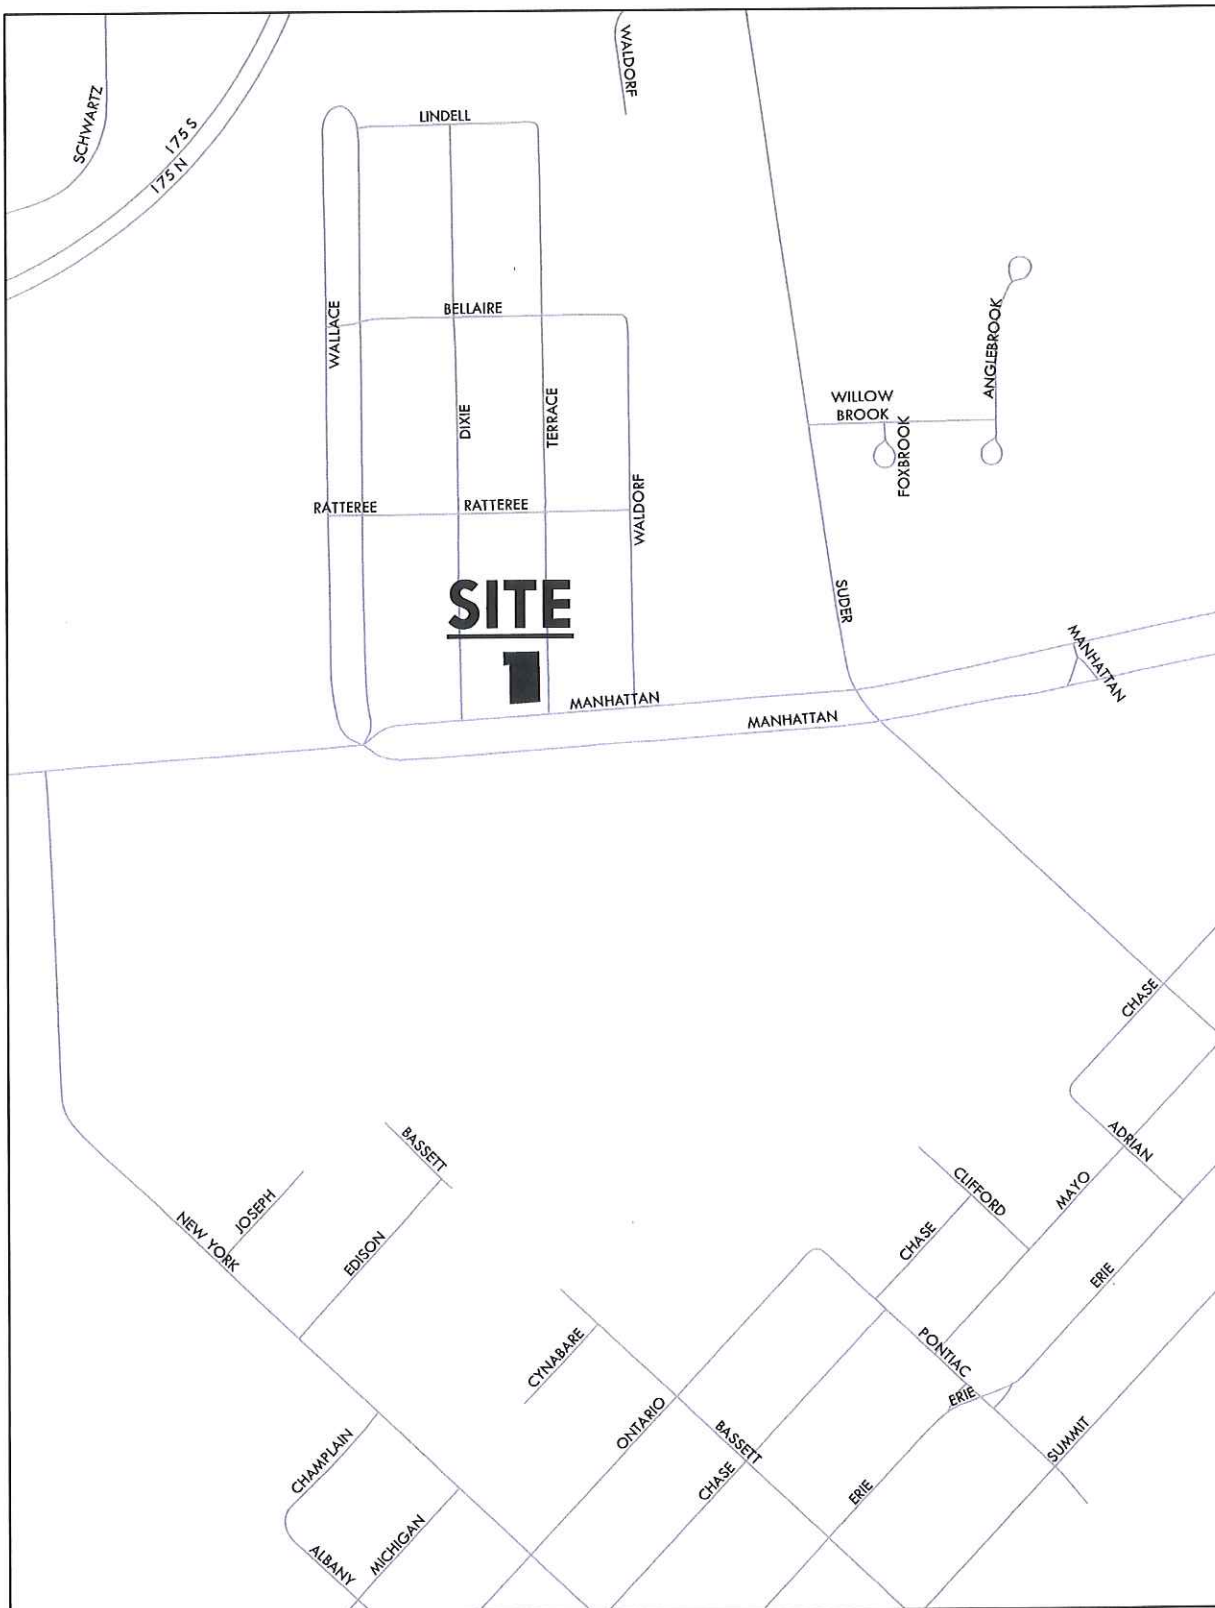 WALDORF
SCHWARTZ
LINDELL
175 S
175 N
WALLACE
BELLAIRE
ANGLEBROOK
DIXIE
TERRACE
WILLOW
BROOK
FOXBROOK
RATTEREE
RATTEREE
WALDORF
SITE
1
SUDER
MANHATTAN
MANHATTAN
MANHATTAN
CHASE
BASSETT
ADRIAN
JOSEPH
CLIFFORD
MAYO
NEW YORK
EDISON
CHASE
ERIE
CYNABARE
PONTIAC
ERIE
ONTARIO
BASSETT
SUMMIT
CHAMPLAIN
CHASE
ERIE
MICHIGAN
ALBANY